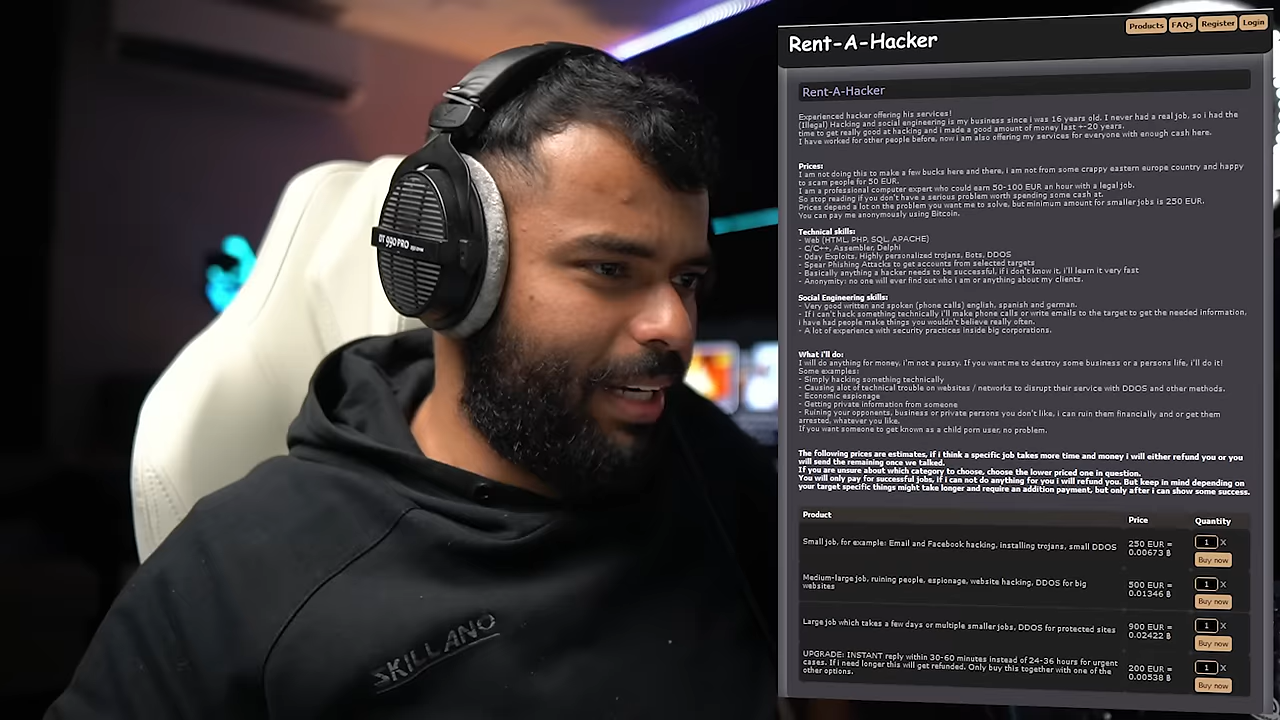 Products FAQs Register Login
Rent-A-Hacker
Rent-A-Hacker
Experienced hacker offering his services!
(Illegal) Hacking and social engineering is my business since i was 16 years old. I never had a real job, so i had the
time to get really good at hacking and i made a good amount of money last +-20 years.
I have worked for other people before, now i am also offering my services for everyone with enough cash here.
Prices:
I am not doing this to make a few bucks here and there, i am not from some crappy eastern europe country and happy
to scam people for 50 EUR.
I am a professional computer expert who could earn 50-100 EUR an hour with a legal job.
So stop reading if you don't have a serious problem worth spending some cash at.
Prices depend a lot on the problem you want me to solve, but minimum amount for smaller jobs is 250 EUR.
You can pay me anonymously using Bitcoin.
Technical skills:
- Web (HTML, PHP, SQL, APACHE)
- C/C++, Assembler, Delphi
- 0day Exploits, Highly personalized trojans, Bots, DDOS
- Spear Phishing Attacks to get accounts from selected targets
- Basically anything a hacker needs to be successful, if i don't know it, i'll learn it very fast
- Anonymity: no one will ever find out who i am or anything about my clients.
Social Engineering skills:
- Very good written and spoken (phone calls) english, spanish and german.
- If i can't hack something technically i'll make phone calls or write emails to the target to get the needed information,
i have had people make things you wouldn't believe really often.
- A lot of experience with security practices inside big corporations.
What i'll do:
I will do anything for money, i'm not a pussy. If you want me to destroy some business or a persons life, i'll do it!
Some examples:
- Simply hacking something technically
- Causing alot of technical trouble on websites / networks to disrupt their service with DDOS and other methods.
- Economic espionage
- Getting private information from someone
- Ruining your opponents, business or private persons you don't like, i can ruin them financially and or get them
arrested, whatever you like.
If you want someone to get known as a child porn user, no problem.
The following prices are estimates, if i think a specific job takes more time and money i will either refund you or you
will send the remaining once we talked.
If you are unsure about which category to choose, choose the lower priced one in question.
You will only pay for successful jobs, if i can not do anything for you i will refund you. But keep in mind depending on
your target specific things might take longer and require an addition payment, but only after i can show some success.
Product Price Quantity
Small job, for example: Email and Facebook hacking, installing trojans, small DDOS 250 EUR = 1 X
0.00673 ฿ Buy now
Medium-large job, ruining people, espionage, website hacking, DDOS for big 500 EUR = 1 X
websites 0.01346 ฿ Buy now
Large job which takes a few days or multiple smaller jobs, DDOS for protected sites 900 EUR = 1 X
0.02422 ฿ Buy now
UPGRADE: INSTANT reply within 30-60 minutes instead of 24-36 hours for urgent 200 EUR = 1 X
cases. If i need longer this will get refunded. Only buy this together with one of the 0.00538 ฿
other options. Buy now
DT 990 PRO
SKILLANO